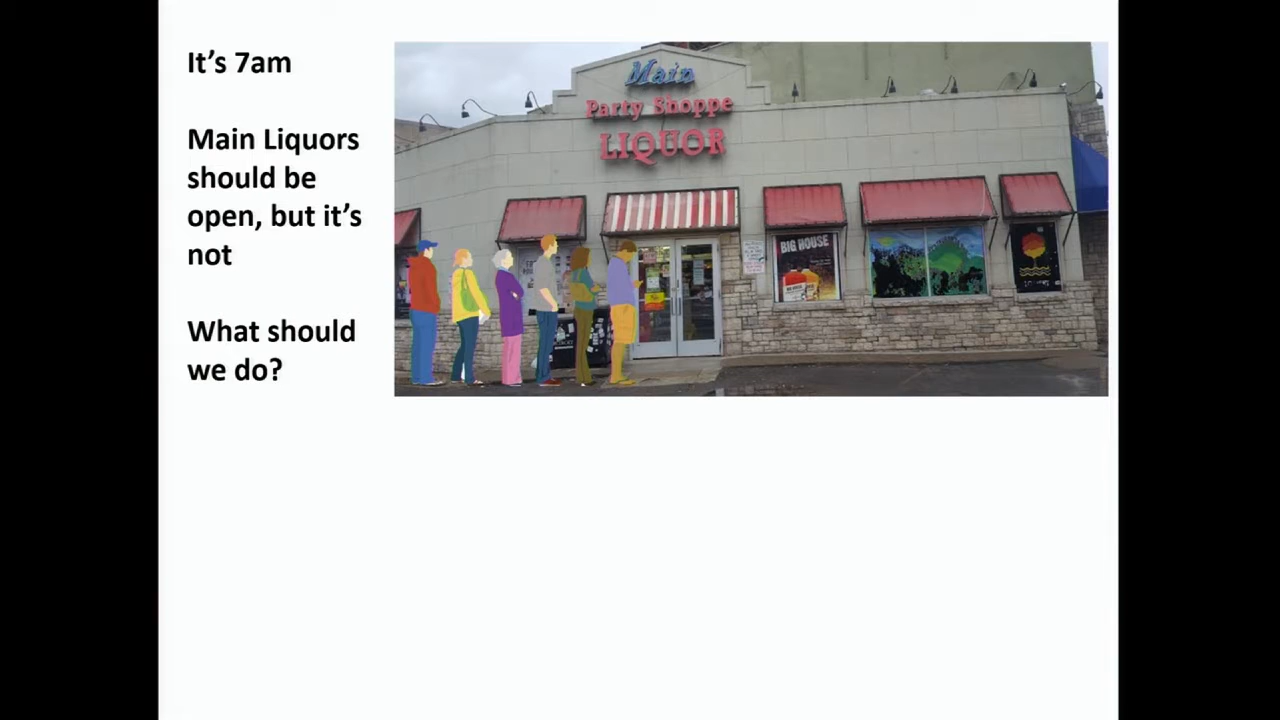 It's 7am
Main Liquors
should be
open, but it's
not
What should
we do?
Main
Party Shoppe
LIQUOR
BIG HOUSE